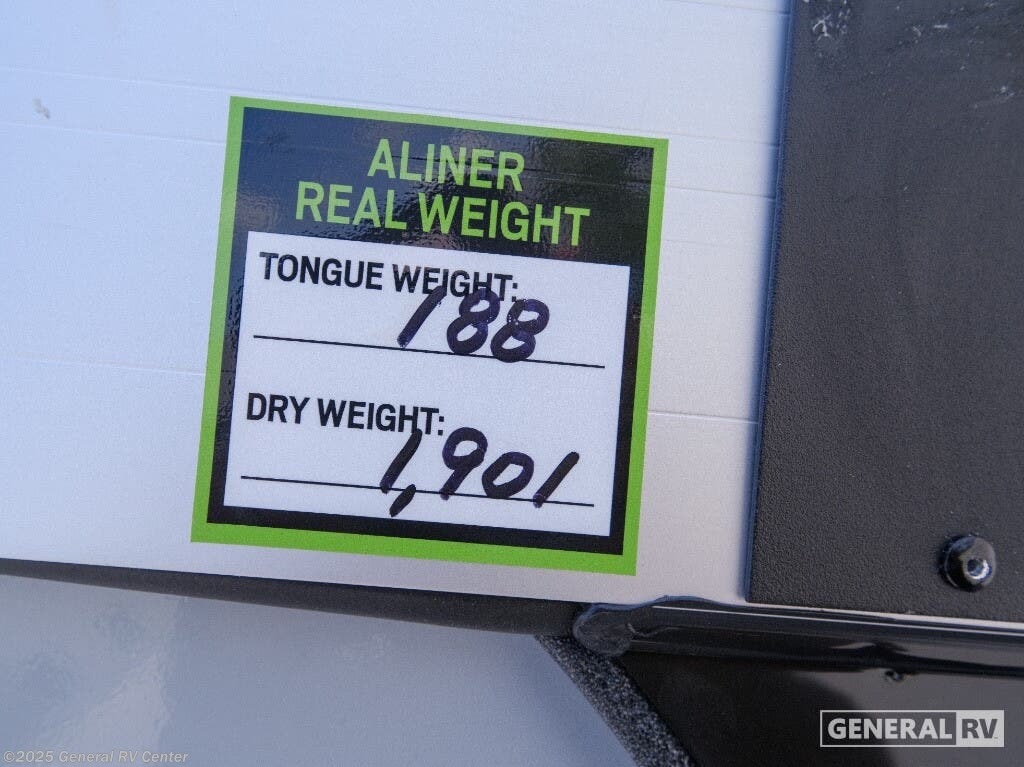 ALINER
REAL WEIGHT
TONGUE WEIGHT:
188
DRY WEIGHT:
1,901
GENERAL RV
©2025 General RV Center